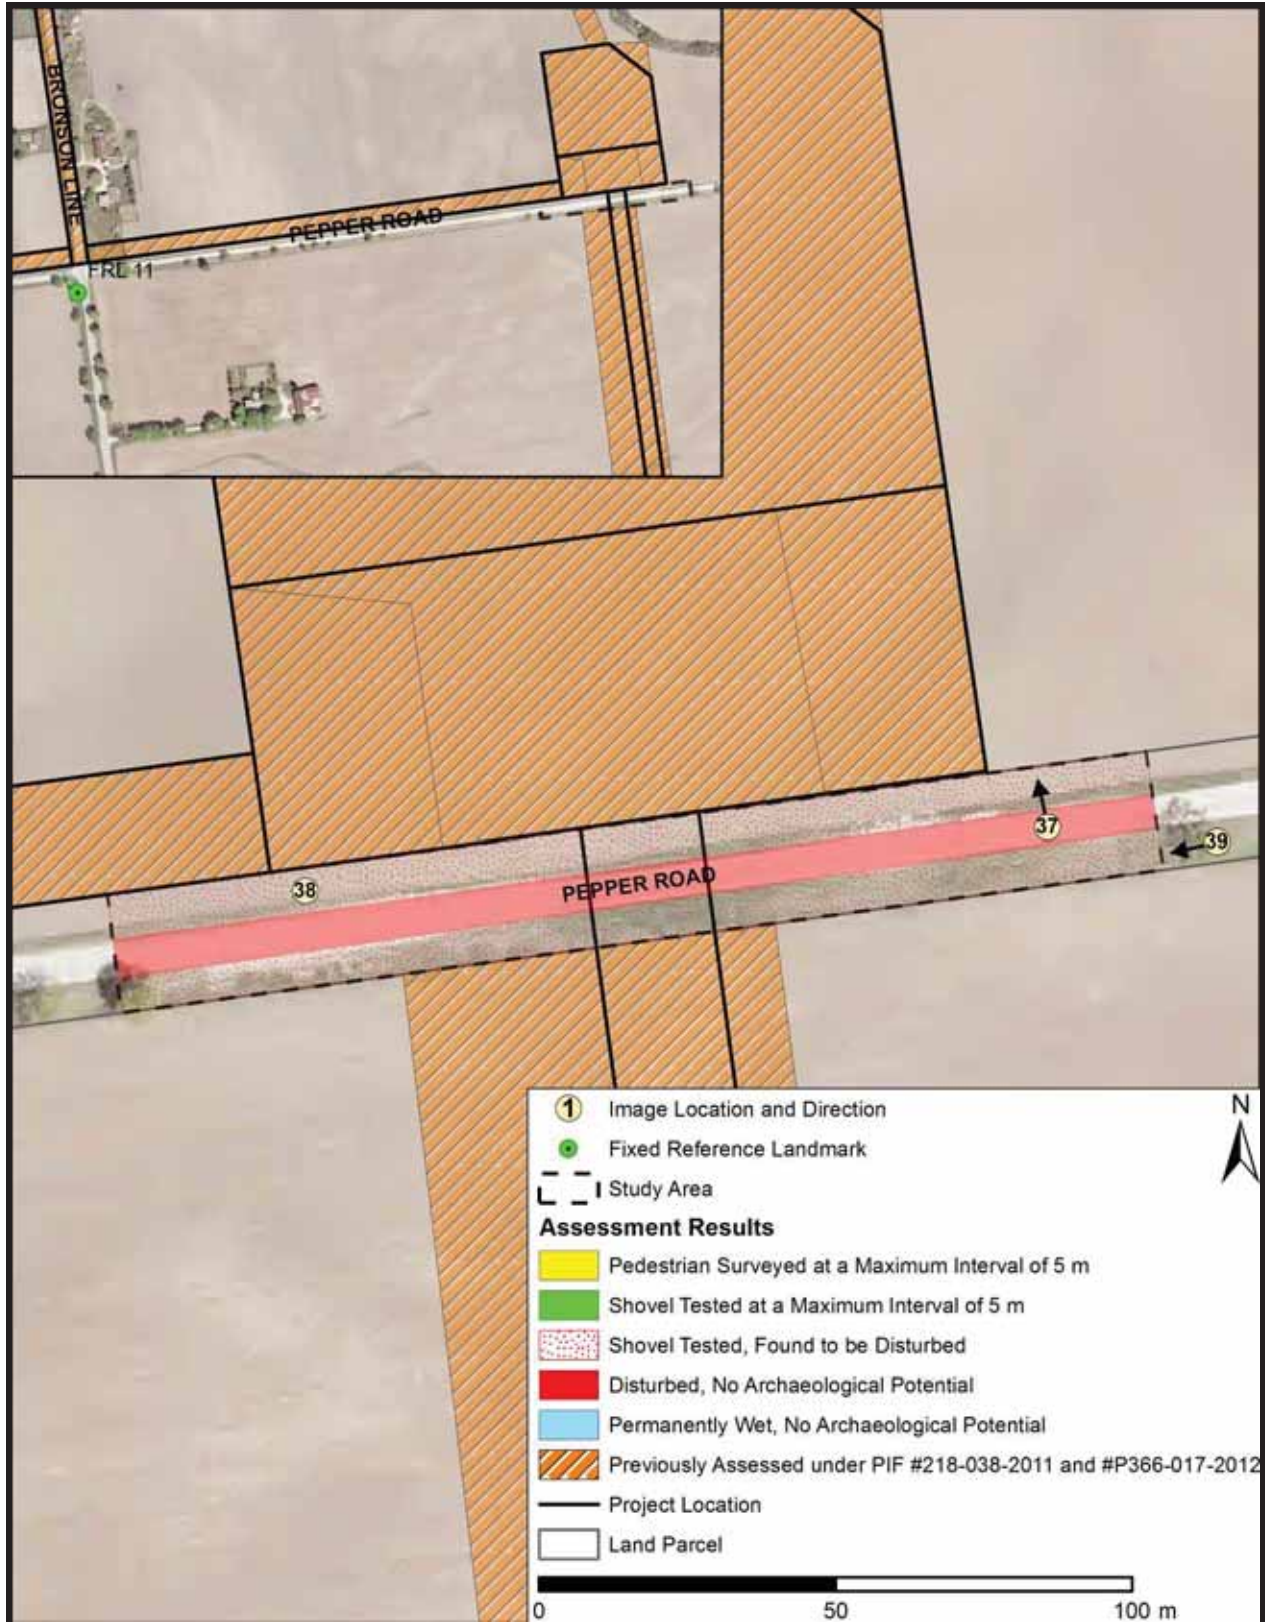 BRONSON LINE
PEPPER ROAD
FRL 11
37
39
38
PEPPER ROAD
1 Image Location and Direction
N
Fixed Reference Landmark
Study Area
Assessment Results
Pedestrian Surveyed at a Maximum Interval of 5 m
Shovel Tested at a Maximum Interval of 5 m
Shovel Tested, Found to be Disturbed
Disturbed, No Archaeological Potential
Permanently Wet, No Archaeological Potential
Previously Assessed under PIF #218-038-2011 and #P366-017-2012
Project Location
Land Parcel
0 50 100 m